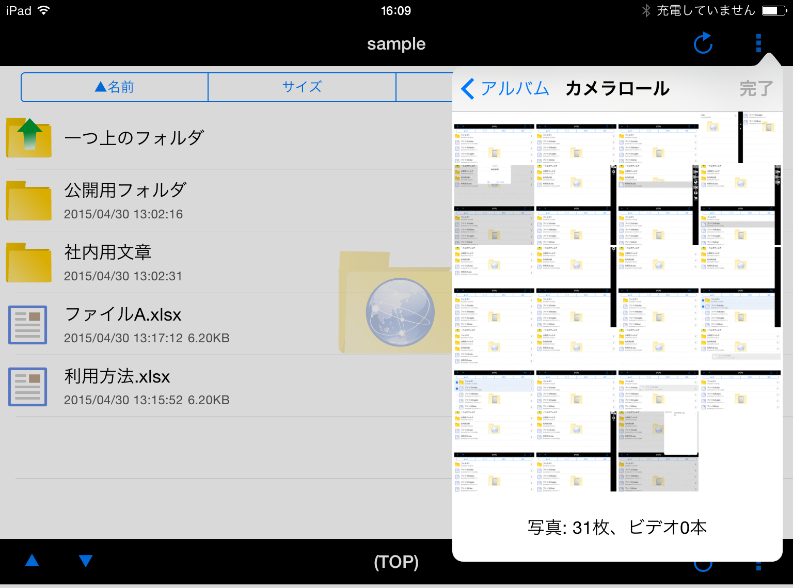 iPad 16:09 充電していません
sample
▲名前 サイズ
一つ上のフォルダ
公開用フォルダ
2015/04/30 13:02:16
社内用文章
2015/04/30 13:02:31
ファイルA.xlsx
2015/04/30 13:17:12 6.20KB
利用方法.xlsx
2015/04/30 13:15:52 6.20KB
アルバム カメラロール 完了
写真: 31枚、ビデオ0本
▲ ▼ (TOP)